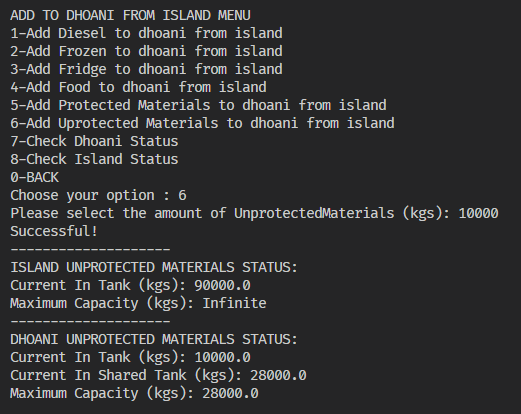 ADD TO DHOANI FROM ISLAND MENU
1-Add Diesel to dhoani from island
2-Add Frozen to dhoani from island
3-Add Fridge to dhoani from island
4-Add Food to dhoani from island
5-Add Protected Materials to dhoani from island
6-Add Uprotected Materials to dhoani from island
7-Check Dhoani Status
8-Check Island Status
0-BACK
Choose your option : 6
Please select the amount of UnprotectedMaterials (kgs): 10000
Successful!
--------------------
ISLAND UNPROTECTED MATERIALS STATUS:
Current In Tank (kgs): 90000.0
Maximum Capacity (kgs): Infinite
--------------------
DHOANI UNPROTECTED MATERIALS STATUS:
Current In Tank (kgs): 10000.0
Current In Shared Tank (kgs): 28000.0
Maximum Capacity (kgs): 28000.0